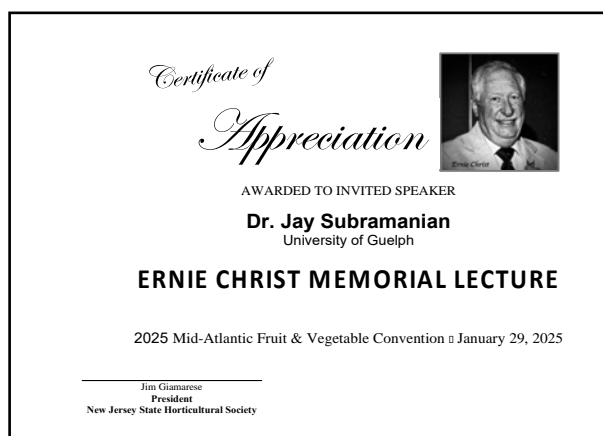 Certificate of
Appreciation
Ernie Christ
AWARDED TO INVITED SPEAKER
Dr. Jay Subramanian
University of Guelph
ERNIE CHRIST MEMORIAL LECTURE
2025 Mid-Atlantic Fruit & Vegetable Convention ▯ January 29, 2025
Jim Giamarese
President
New Jersey State Horticultural Society